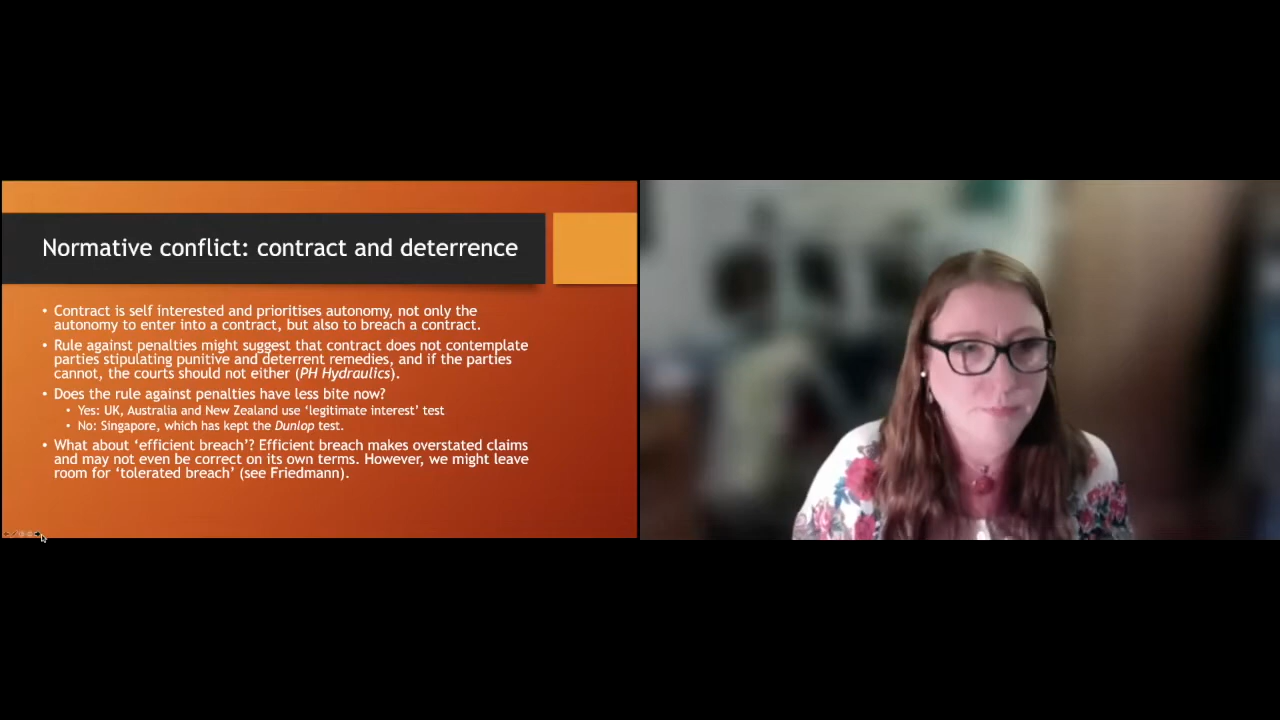 Normative conflict: contract and deterrence
• Contract is self interested and prioritises autonomy, not only the
autonomy to enter into a contract, but also to breach a contract.
• Rule against penalties might suggest that contract does not contemplate
parties stipulating punitive and deterrent remedies, and if the parties
cannot, the courts should not either (PH Hydraulics).
• Does the rule against penalties have less bite now?
• Yes: UK, Australia and New Zealand use ‘legitimate interest’ test
• No: Singapore, which has kept the Dunlop test.
• What about ‘efficient breach’? Efficient breach makes overstated claims
and may not even be correct on its own terms. However, we might leave
room for ‘tolerated breach’ (see Friedmann).